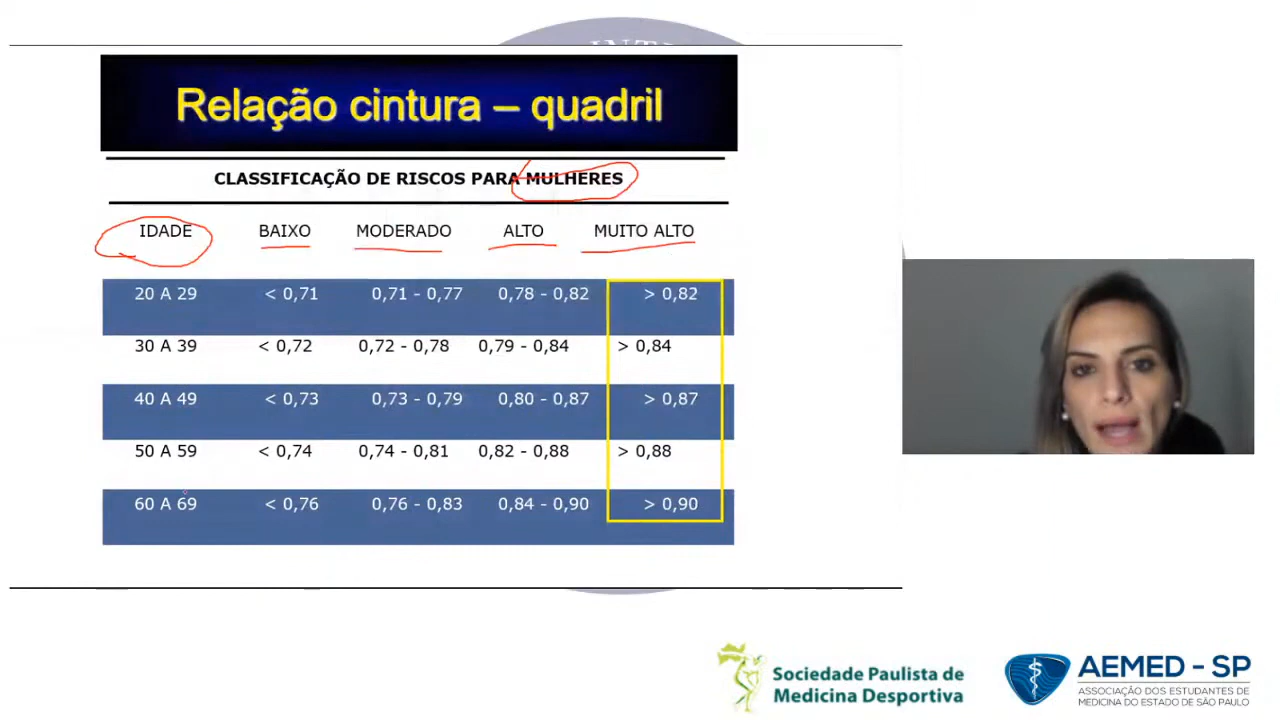 INT
Relação cintura – quadril
CLASSIFICAÇÃO DE RISCOS PARA MULHERES
IDADE BAIXO MODERADO ALTO MUITO ALTO
20 A 29 < 0,71 0,71 - 0,77 0,78 - 0,82 > 0,82
30 A 39 < 0,72 0,72 - 0,78 0,79 - 0,84 > 0,84
40 A 49 < 0,73 0,73 - 0,79 0,80 - 0,87 > 0,87
50 A 59 < 0,74 0,74 - 0,81 0,82 - 0,88 > 0,88
60 A 69 < 0,76 0,76 - 0,83 0,84 - 0,90 > 0,90
Sociedade Paulista de
Medicina Desportiva
AEMED - SP
ASSOCIAÇÃO DOS ESTUDANTES DE
MEDICINA DO ESTADO DE SÃO PAULO